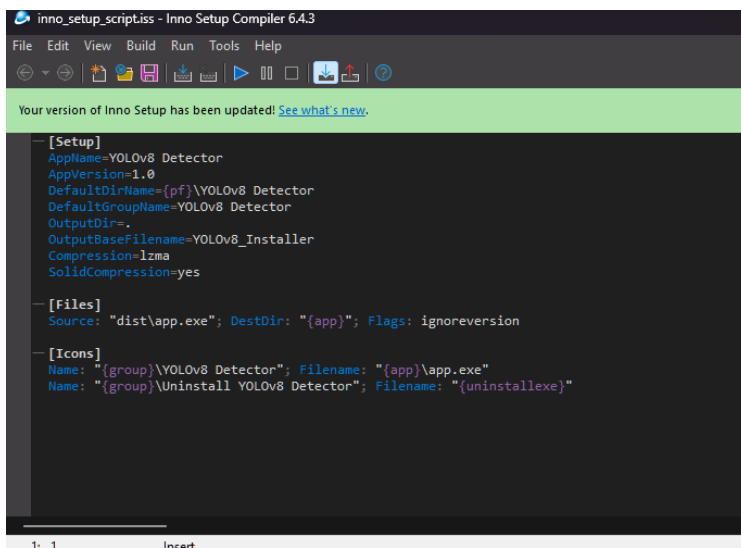 inno_setup_script.iss - Inno Setup Compiler 6.4.3
File Edit View Build Run Tools Help
Your version of Inno Setup has been updated! See what's new.
[Setup]
AppName=YOLOv8 Detector
AppVersion=1.0
DefaultDirName={pf}\YOLOv8 Detector
DefaultGroupName=YOLOv8 Detector
OutputDir=.
OutputBaseFilename=YOLOv8_Installer
Compression=lzma
SolidCompression=yes
[Files]
Source: "dist\app.exe"; DestDir: "{app}"; Flags: ignoreversion
[Icons]
Name: "{group}\YOLOv8 Detector"; Filename: "{app}\app.exe"
Name: "{group}\Uninstall YOLOv8 Detector"; Filename: "{uninstallexe}"
1: 1 Insert